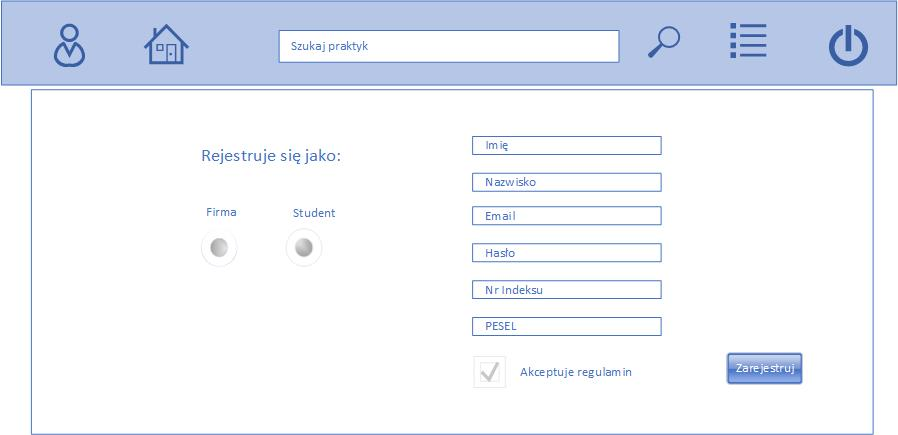 Szukaj praktyk
Rejestruje się jako:
Firma
Student
Imię
Nazwisko
Email
Hasło
Nr Indeksu
PESEL
Akceptuje regulamin
Zarejestruj